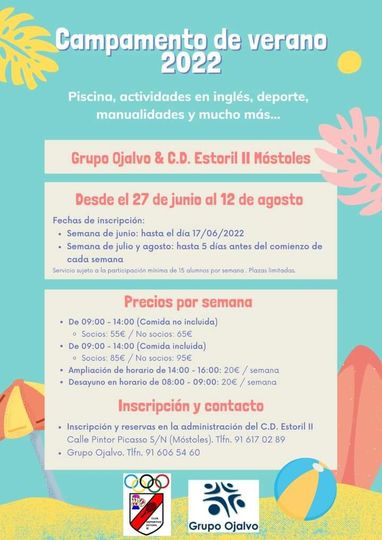 Campamento de verano
2022
Piscina, actividades en inglés, deporte,
manualidades y mucho más...
Grupo Ojalvo & C.D. Estoril II Móstoles
Desde el 27 de junio al 12 de agosto
Fechas de inscripción:
• Semana de junio: hasta el día 17/06/2022
• Semanas de julio y agosto: hasta 5 días antes del comienzo de
cada semana
Servicio sujeto a la participación mínima de 15 alumnos por semana. Plazas limitadas.
Precios por semana
• De 09:00 - 14:00 (Comida no incluida)
◦ Socios: 55€ / No socios: 65€
• De 09:00 - 14:00 (Comida incluida)
◦ Socios: 85€ / No socios: 95€
• Ampliación de horario de 14:00 - 16:00: 20€ / semana
• Desayuno en horario de 08:00 - 09:00: 20€ / semana
Inscripción y contacto
• Inscripción y reservas en la administración del C.D. Estoril II
Calle Pintor Picasso S/N (Móstoles). Tlfn. 91 617 02 89
• Grupo Ojalvo. Tlfn. 91 606 54 60
Grupo Ojalvo